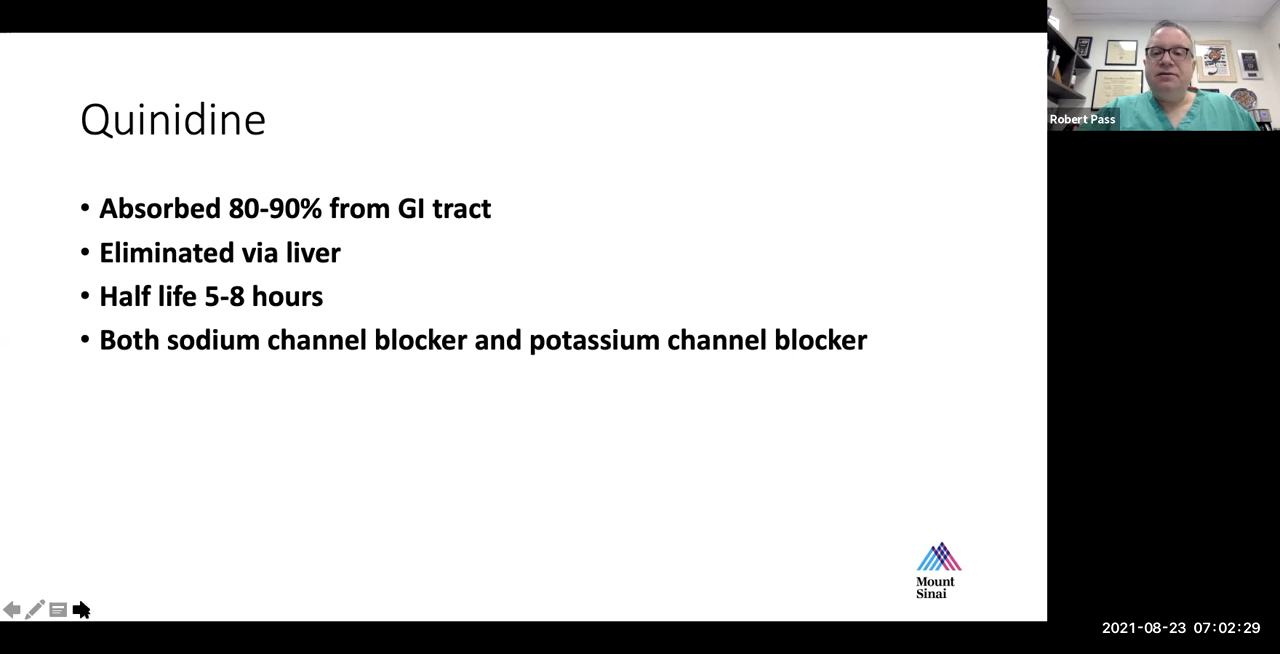 Quinidine
• Absorbed 80-90% from GI tract
• Eliminated via liver
• Half life 5-8 hours
• Both sodium channel blocker and potassium channel blocker
Mount
Sinai
Robert Pass
2021-08-23 07:02:29